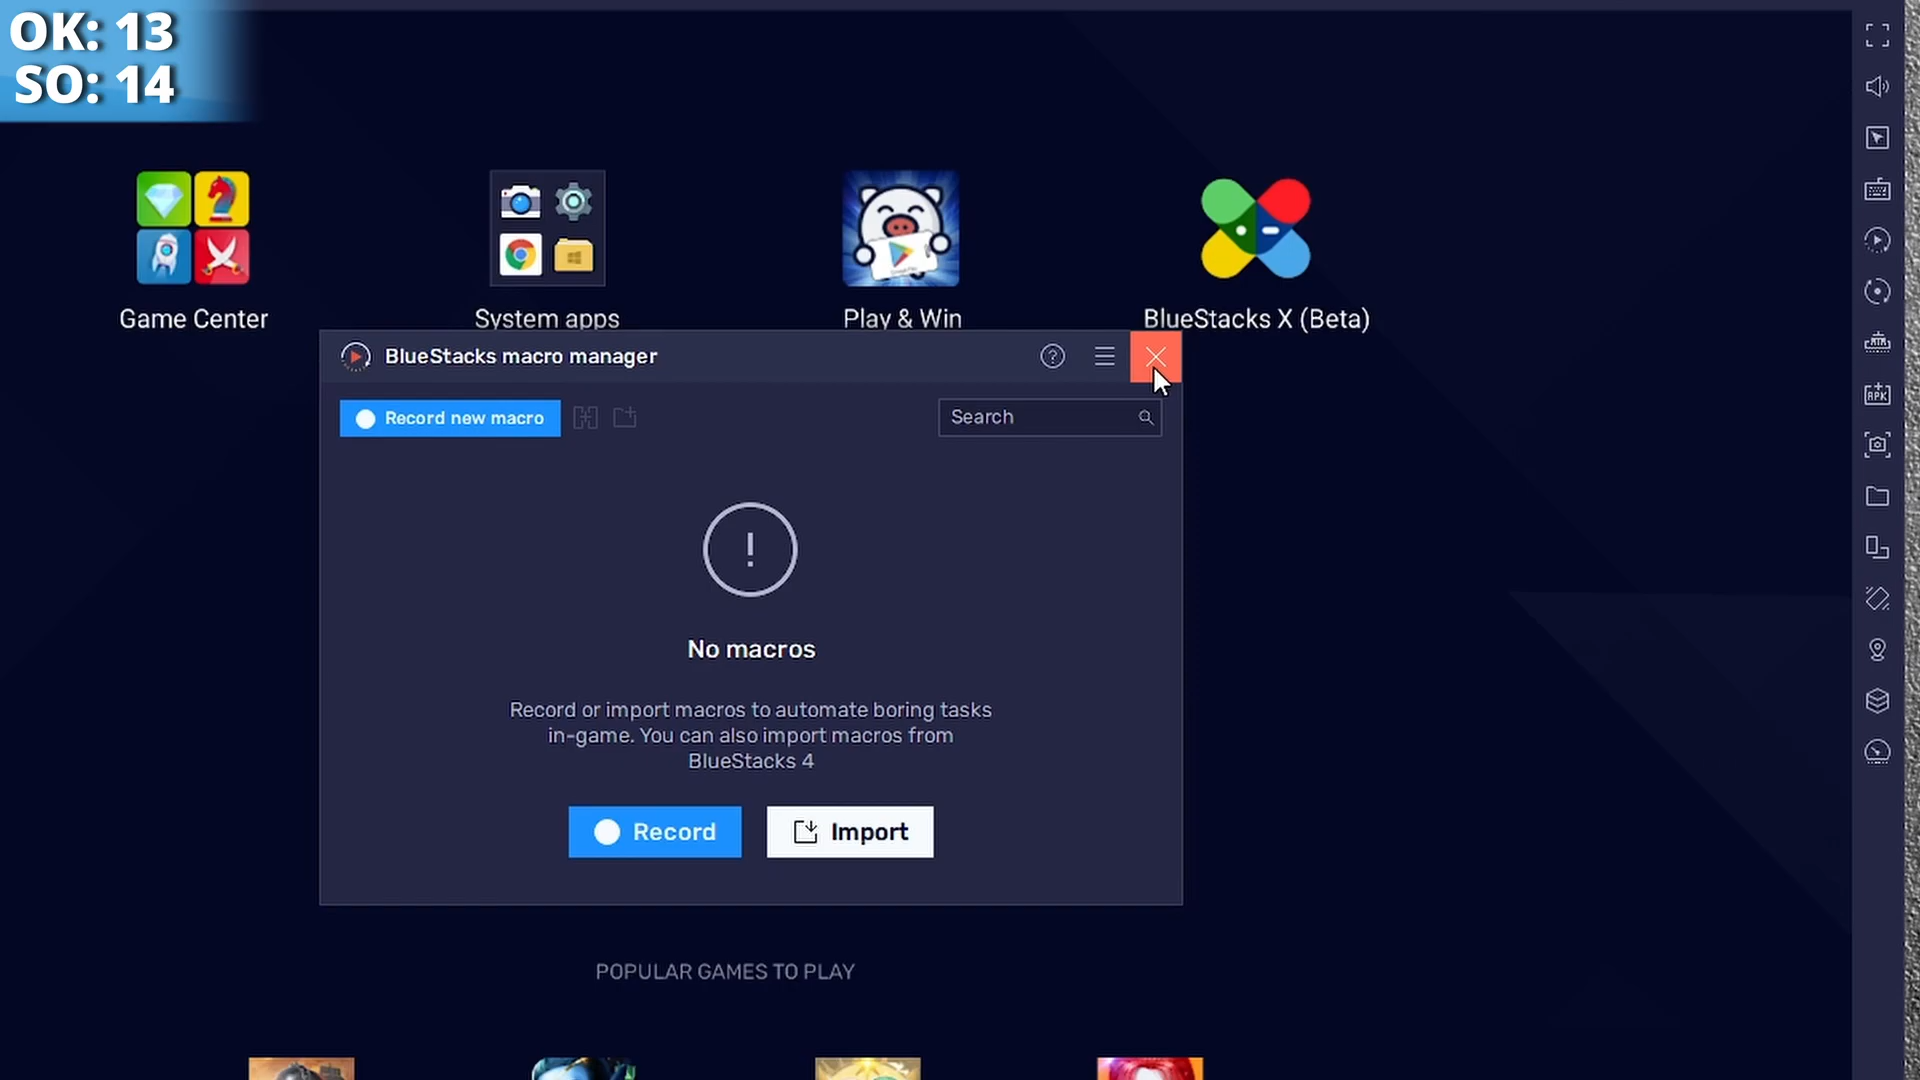 OK: 13
SO: 14
Game Center
System apps
Play & Win
BlueStacks X (Beta)
BlueStacks macro manager
Record new macro
Search
No macros
Record or import macros to automate boring tasks
in-game. You can also import macros from
BlueStacks 4
Record
Import
POPULAR GAMES TO PLAY
APK